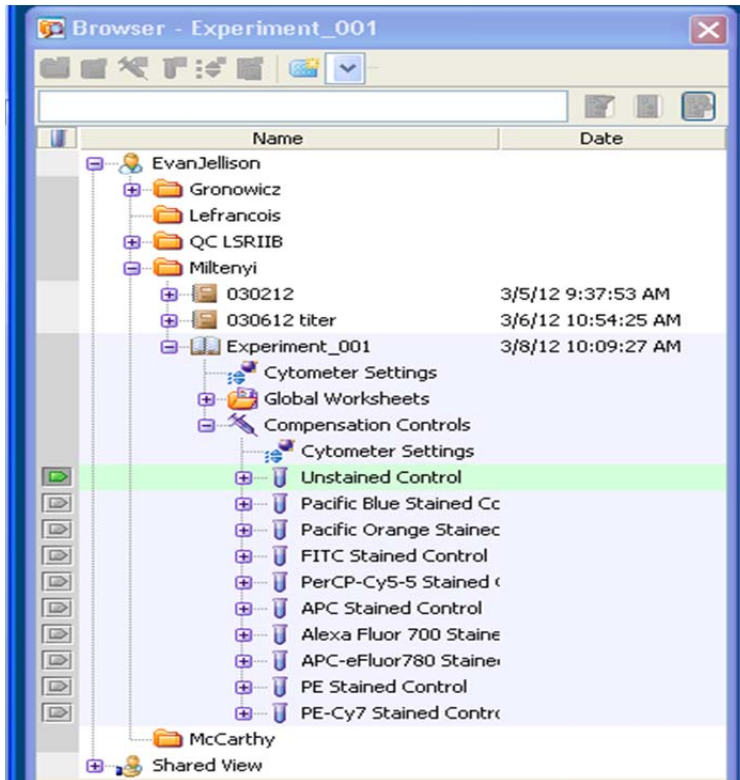 Browser - Experiment_001
Name Date
EvanJellison
Gronowicz
Lefrancois
QC LSRIIB
Miltenyi
030212 3/5/12 9:37:53 AM
030612 titer 3/6/12 10:54:25 AM
Experiment_001 3/8/12 10:09:27 AM
Cytometer Settings
Global Worksheets
Compensation Controls
Cytometer Settings
Unstained Control
Pacific Blue Stained Cc
Pacific Orange Stained
FITC Stained Control
PerCP-Cy5-5 Stained
APC Stained Control
Alexa Fluor 700 Staine
APC-eFluor780 Staine
PE Stained Control
PE-Cy7 Stained Contr
McCarthy
Shared View